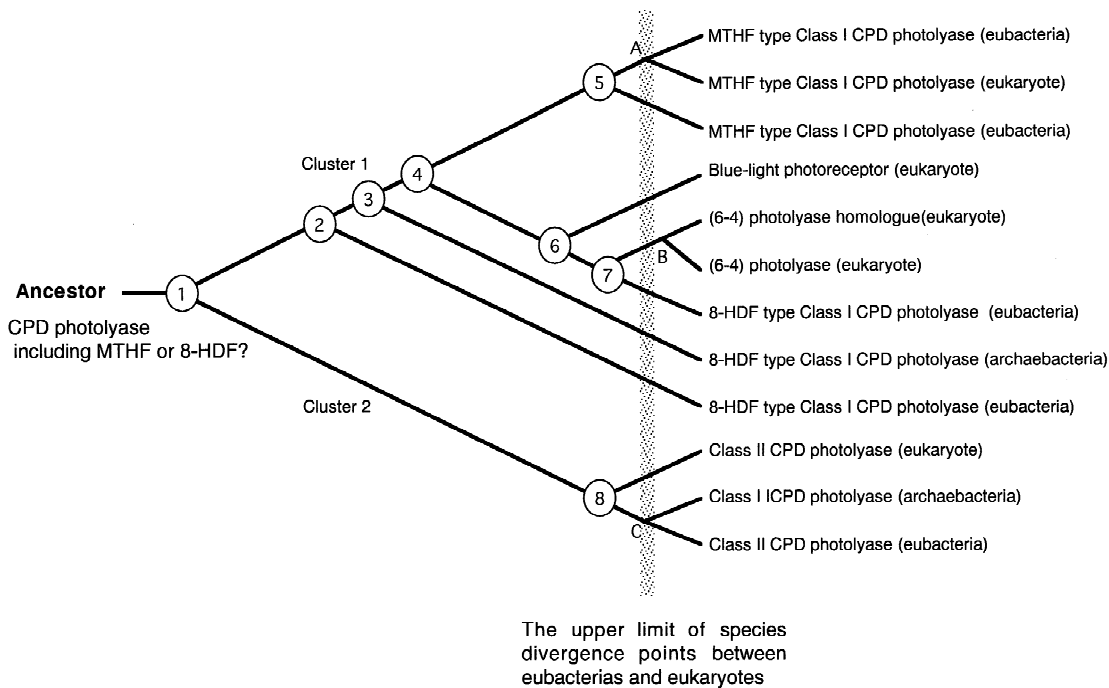 A
MTHF type Class I CPD photolyase (eubacteria)
5
MTHF type Class I CPD photolyase (eukaryote)
MTHF type Class I CPD photolyase (eubacteria)
Cluster 1
4
Blue-light photoreceptor (eukaryote)
3
2
(6-4) photolyase homologue(eukaryote)
6
B
7
(6-4) photolyase (eukaryote)
Ancestor
1
8-HDF type Class I CPD photolyase (eubacteria)
CPD photolyase
including MTHF or 8-HDF?
8-HDF type Class I CPD photolyase (archaebacteria)
Cluster 2
8-HDF type Class I CPD photolyase (eubacteria)
Class II CPD photolyase (eukaryote)
8
Class I ICPD photolyase (archaebacteria)
C
Class II CPD photolyase (eubacteria)
The upper limit of species
divergence points between
eubacterias and eukaryotes